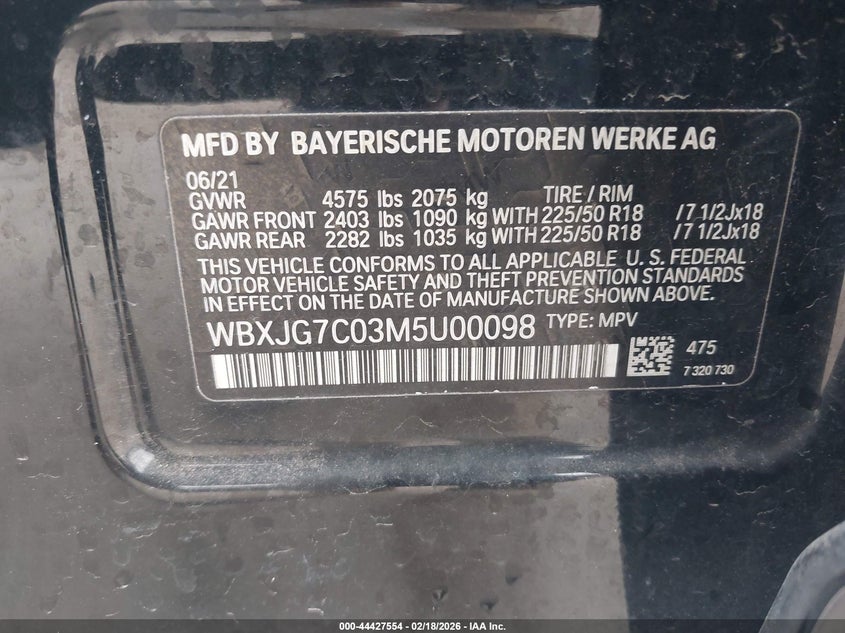 MFD BY BAYERISCHE MOTOREN WERKE AG
06/21
GVWR 4575 lbs 2075 kg TIRE / RIM
GAWR FRONT 2403 lbs 1090 kg WITH 225/50 R18 /7 1/2Jx18
GAWR REAR 2282 lbs 1035 kg WITH 225/50 R18 /7 1/2Jx18
THIS VEHICLE CONFORMS TO ALL APPLICABLE U. S. FEDERAL
MOTOR VEHICLE SAFETY AND THEFT PREVENTION STANDARDS
IN EFFECT ON THE DATE OF MANUFACTURE SHOWN ABOVE.
WBXJG7C03M5U00098 TYPE: MPV
475
7 320 730
000-44427554 - 02/18/2026 - IAA Inc.